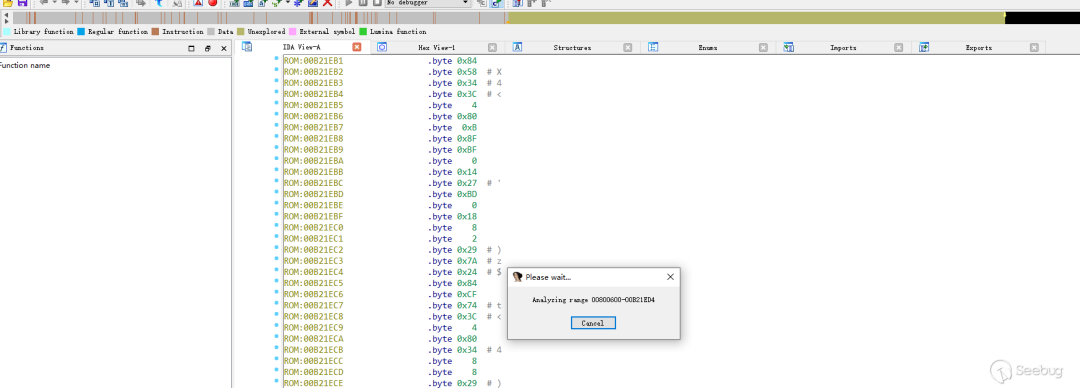 No debugger
Library function Regular function Instruction Data Unexplored External symbol Lumina function
Functions
IDA View-A Hex View-1 Structures Enums Imports Exports
Function name
ROM:00B21EB1 .byte 0x84
ROM:00B21EB2 .byte 0x58 # X
ROM:00B21EB3 .byte 0x34 # 4
ROM:00B21EB4 .byte 0x3C # <
ROM:00B21EB5 .byte 4
ROM:00B21EB6 .byte 0x80
ROM:00B21EB7 .byte 0xB
ROM:00B21EB8 .byte 0x8F
ROM:00B21EB9 .byte 0xBF
ROM:00B21EBA .byte 0
ROM:00B21EBB .byte 0x14
ROM:00B21EBC .byte 0x27 # '
ROM:00B21EBD .byte 0xBD
ROM:00B21EBE .byte 0
ROM:00B21EBF .byte 0x18
ROM:00B21EC0 .byte 8
ROM:00B21EC1 .byte 2
ROM:00B21EC2 .byte 0x29 # )
ROM:00B21EC3 .byte 0x7A # z
ROM:00B21EC4 .byte 0x24 # $
ROM:00B21EC5 .byte 0x84
ROM:00B21EC6 .byte 0xCF
ROM:00B21EC7 .byte 0x74 # t
ROM:00B21EC8 .byte 0x3C # <
ROM:00B21EC9 .byte 4
ROM:00B21ECA .byte 0x80
ROM:00B21ECB .byte 0x34 # 4
ROM:00B21ECC .byte 8
ROM:00B21ECD .byte 8
ROM:00B21ECE .byte 0x29 # )
Please wait...
Analyzing range 00800600-00B21ED4
Cancel
Seebug